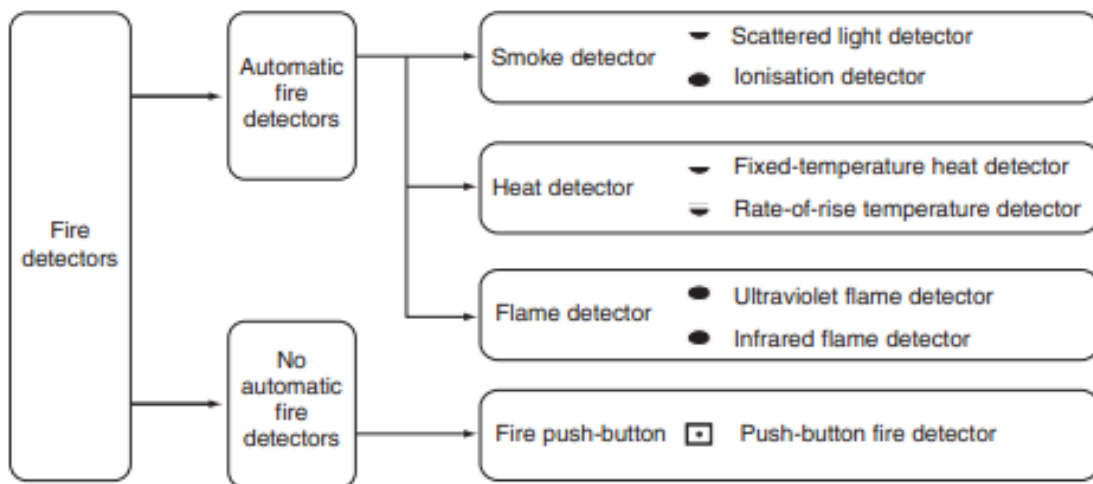 Fire
detectors
Automatic
fire
detectors
No
automatic
fire
detectors
Smoke detector
Scattered light detector
Ionisation detector
Heat detector
Fixed-temperature heat detector
Rate-of-rise temperature detector
Flame detector
Ultraviolet flame detector
Infrared flame detector
Fire push-button
Push-button fire detector